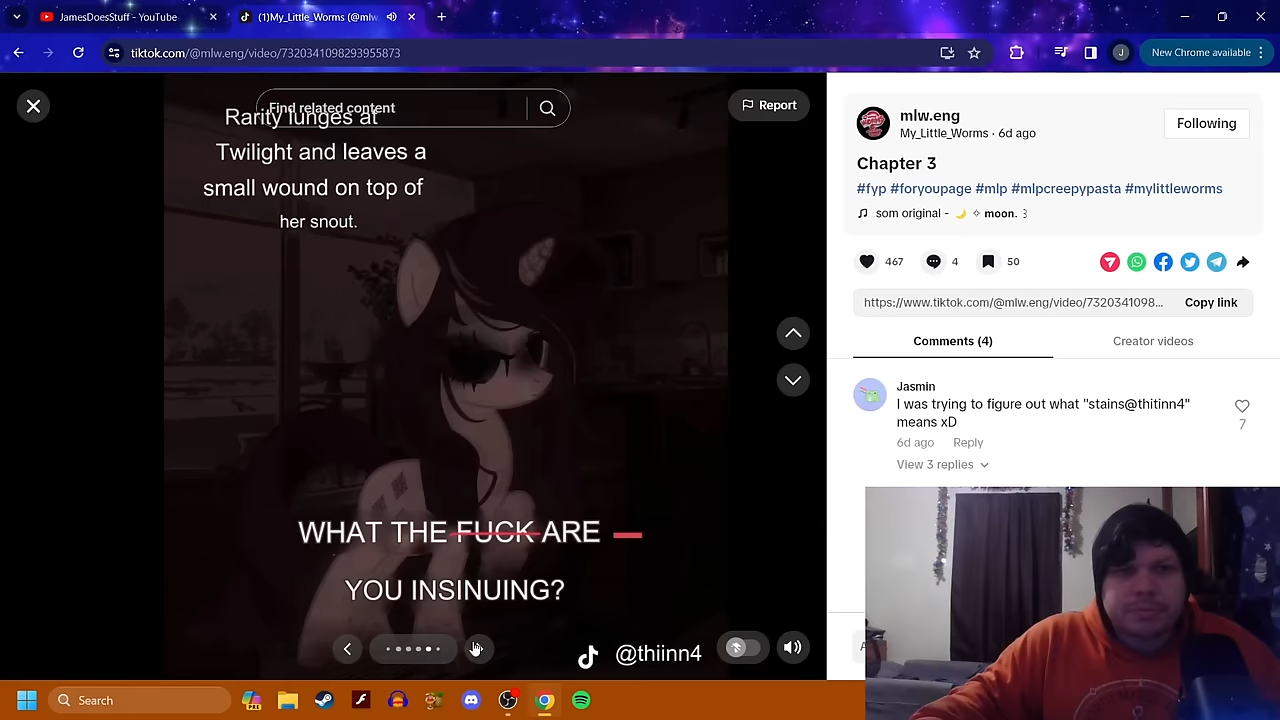 JamesDoesStuff - YouTube
(1)My_Little_Worms (@mlw
tiktok.com/@mlw.eng/video/7320341098293955873
J
New Chrome available
Find related content
Report
Rarity lunges at
Twilight and leaves a
small wound on top of
her snout.
WHAT THE FUCK ARE
YOU INSINUING?
@thiinn4
mlw.eng
My_Little_Worms · 6d ago
Following
Chapter 3
#fyp #foryoupage #mlp #mlpcreepypasta #mylittleworms
som original - 🌙 ✧ moon. ꒱
467
4
50
https://www.tiktok.com/@mlw.eng/video/7320341098...
Copy link
Comments (4)
Creator videos
Jasmin
I was trying to figure out what "stains@thitinn4"
means xD
7
6d ago
Reply
View 3 replies
Search
PRE